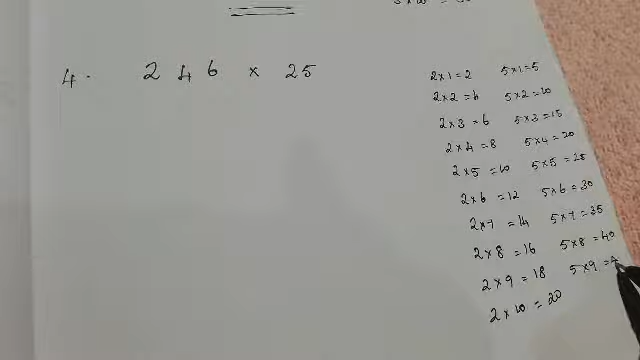 4. 246 x 25
2x1=2 5x1=5
2x2=4 5x2=10
2x3=6 5x3=15
2x4=8 5x4=20
2x5=10 5x5=25
2x6=12 5x6=30
2x7=14 5x7=35
2x8=16 5x8=40
2x9=18 5x9=
2x10=20